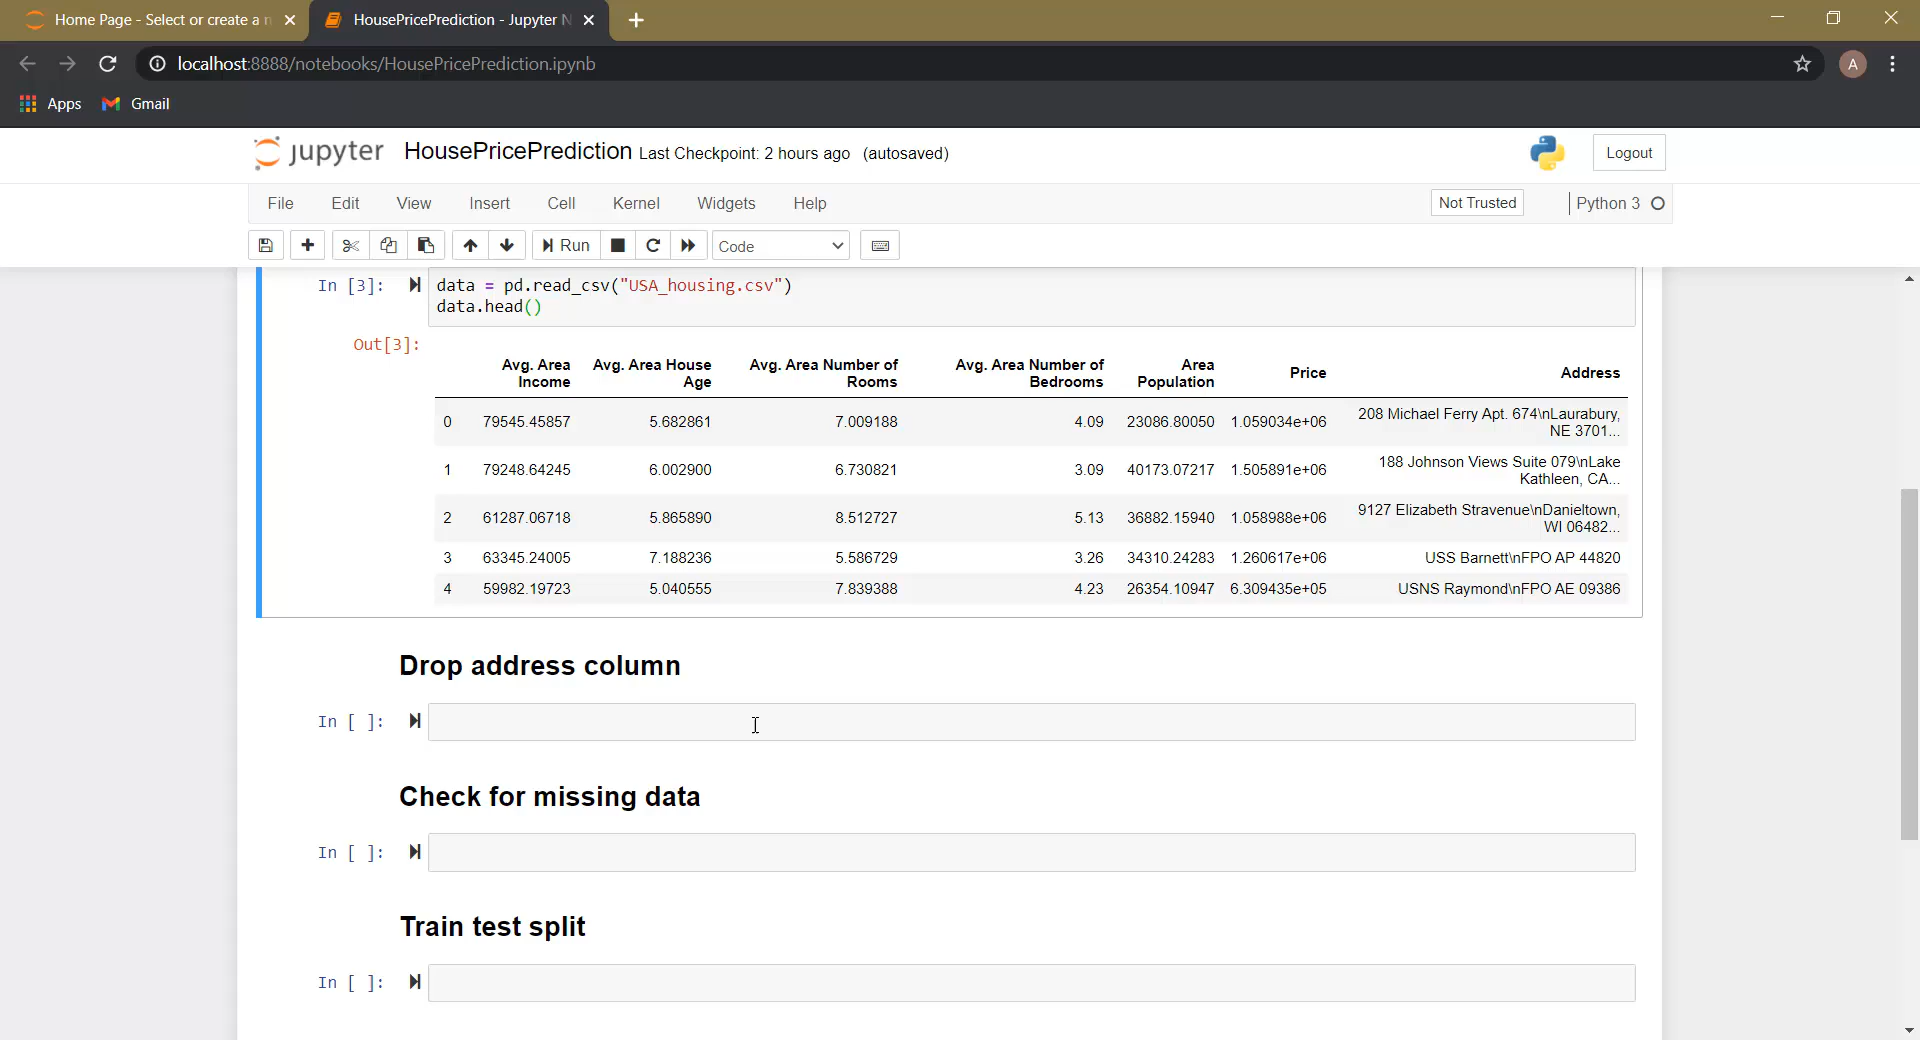 Home Page - Select or create a n
HousePricePrediction - Jupyter N
localhost:8888/notebooks/HousePricePrediction.ipynb
A
Apps
Gmail
jupyter HousePricePrediction Last Checkpoint: 2 hours ago (autosaved)
Logout
File Edit View Insert Cell Kernel Widgets Help
Not Trusted
Python 3
Run
Code
In [3]:
data = pd.read_csv("USA_housing.csv")
data.head()
Out[3]:
Avg. Area Income Avg. Area House Age Avg. Area Number of Rooms Avg. Area Number of Bedrooms Area Population Price Address
0 79545.45857 5.682861 7.009188 4.09 23086.80050 1.059034e+06 208 Michael Ferry Apt. 674\nLaurabury,
NE 3701...
1 79248.64245 6.002900 6.730821 3.09 40173.07217 1.505891e+06 188 Johnson Views Suite 079\nLake
Kathleen, CA...
2 61287.06718 5.865890 8.512727 5.13 36882.15940 1.058988e+06 9127 Elizabeth Stravenue\nDanieltown,
WI 06482...
3 63345.24005 7.188236 5.586729 3.26 34310.24283 1.260617e+06 USS Barnett\nFPO AP 44820
4 59982.19723 5.040555 7.839388 4.23 26354.10947 6.309435e+05 USNS Raymond\nFPO AE 09386
Drop address column
In [ ]:
Check for missing data
In [ ]:
Train test split
In [ ]: